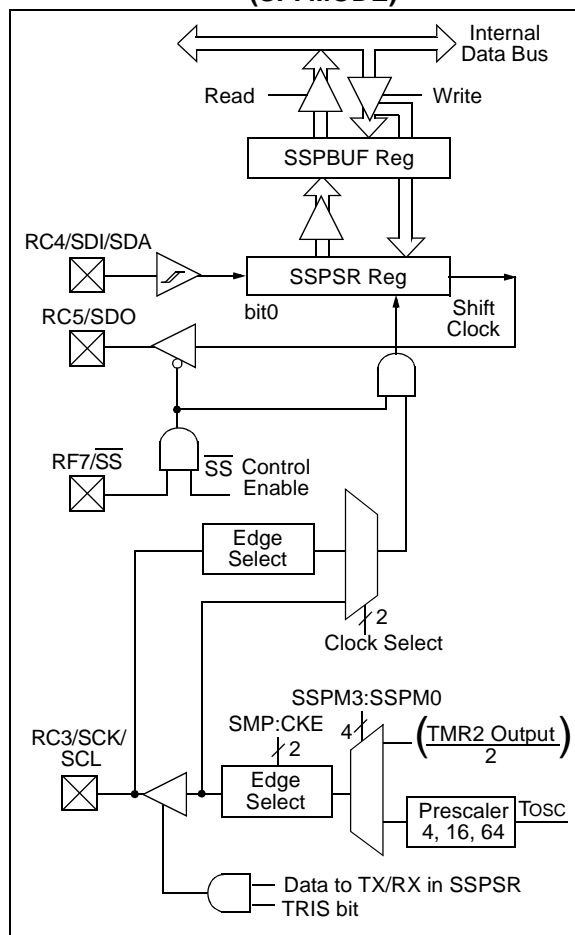 (SPI MODE)
Internal
Data Bus
Read
Write
SSPBUF Reg
RC4/SDI/SDA
SSPSR Reg
bit0
Shift
Clock
RC5/SDO
RF7/SS
SS Control
Enable
Edge
Select
2
Clock Select
SSPM3:SSPM0
SMP:CKE
4
(TMR2 Output
2)
2
RC3/SCK/
SCL
Edge
Select
Prescaler
4, 16, 64
TOSC
Data to TX/RX in SSPSR
TRIS bit